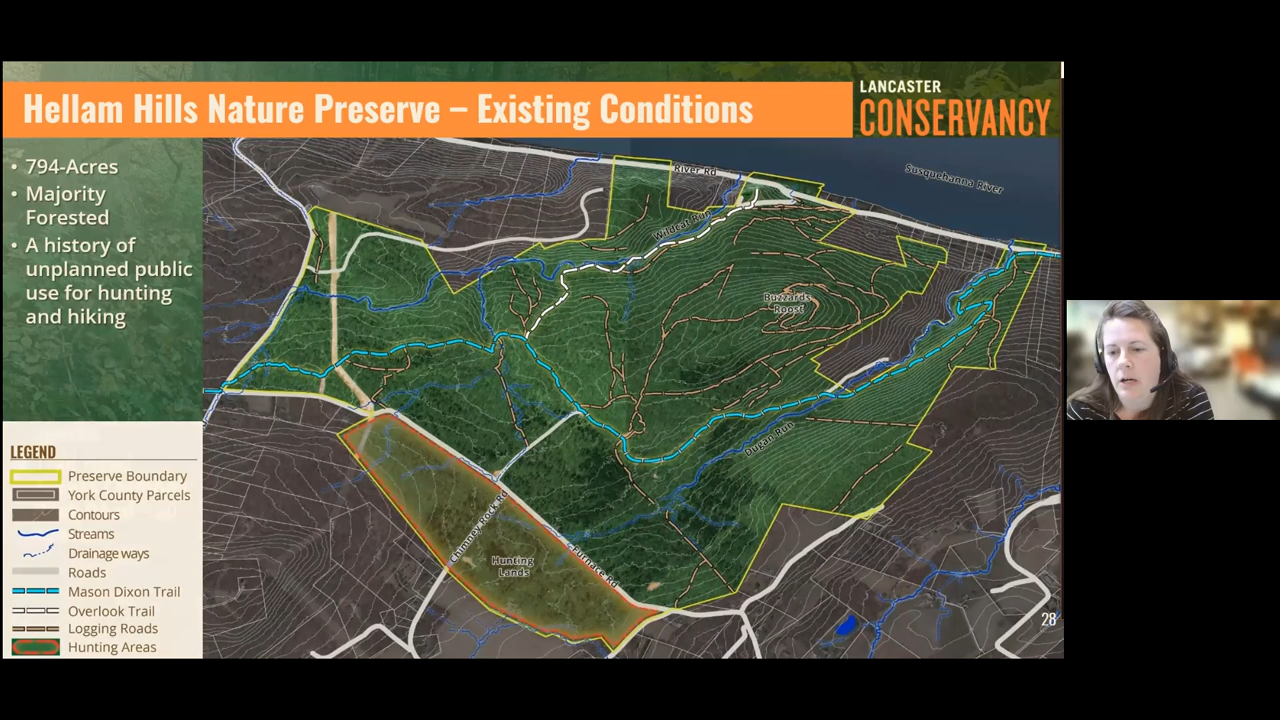 Hellam Hills Nature Preserve – Existing Conditions
LANCASTER
CONSERVANCY
• 794-Acres
• Majority
Forested
• A history of
unplanned public
use for hunting
and hiking
River Rd
Susquehanna River
Wildcat Run
Buzzards
Roost
Dugan Run
Chimney Rock Rd
Furnace Rd
Hunting
Lands
LEGEND
Preserve Boundary
York County Parcels
Contours
Streams
Drainage ways
Roads
Mason Dixon Trail
Overlook Trail
Logging Roads
Hunting Areas
28